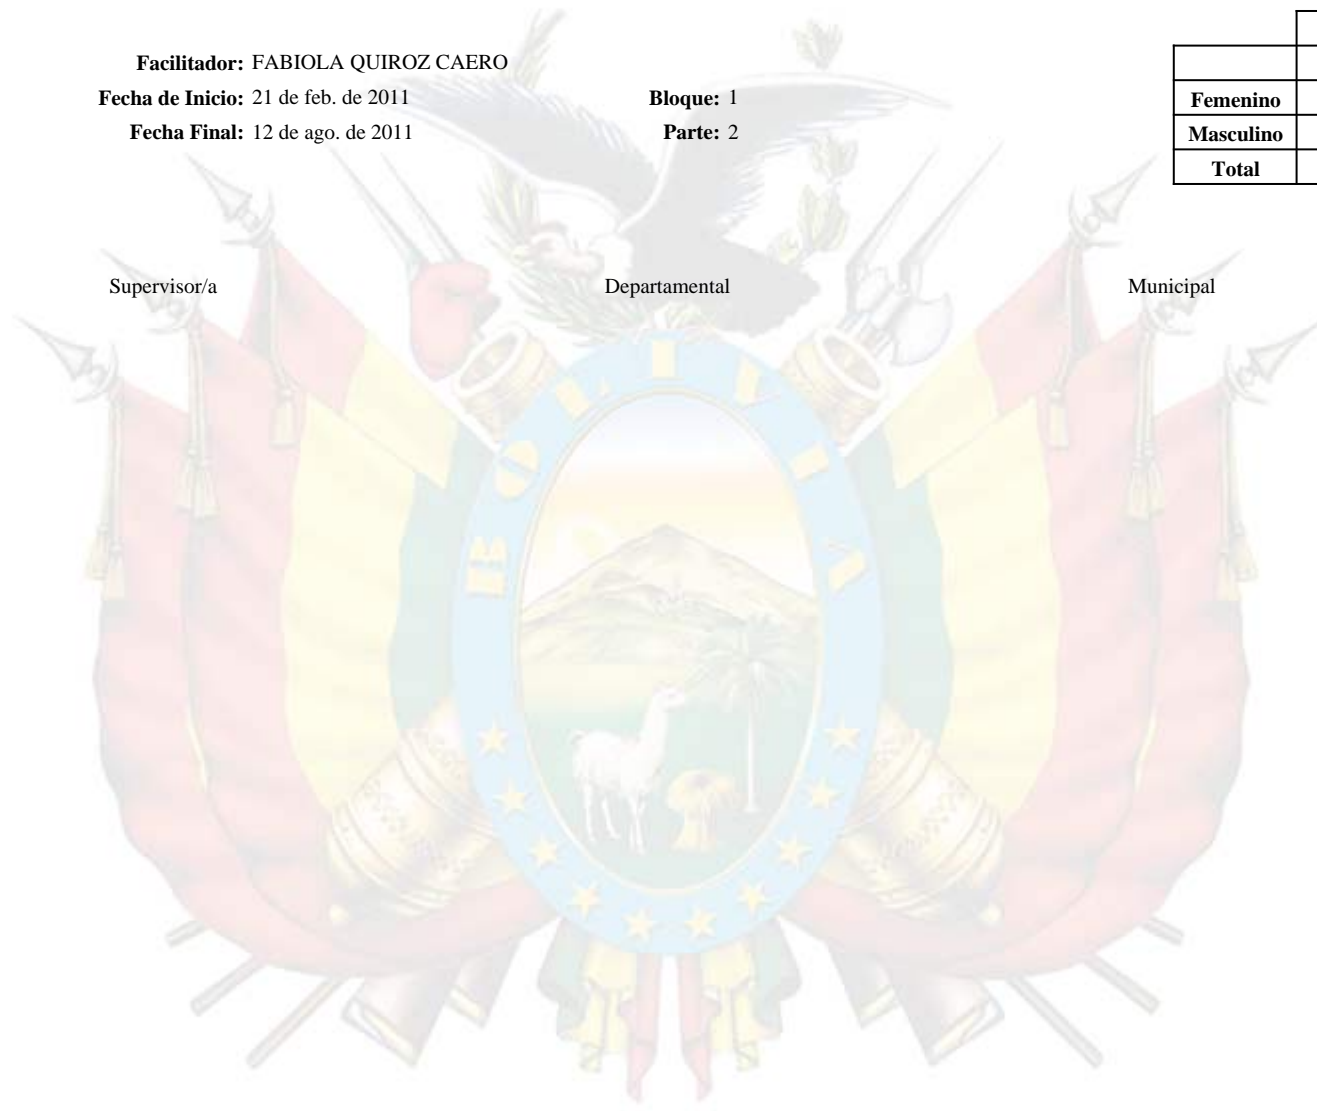 Facilitador: FABIOLA QUIROZ CAERO
Fecha de Inicio: 21 de feb. de 2011 Bloque: 1
Fecha Final: 12 de ago. de 2011 Parte: 2
Femenino
Masculino
Total
Supervisor/a Departamental Municipal
BOLIVIA